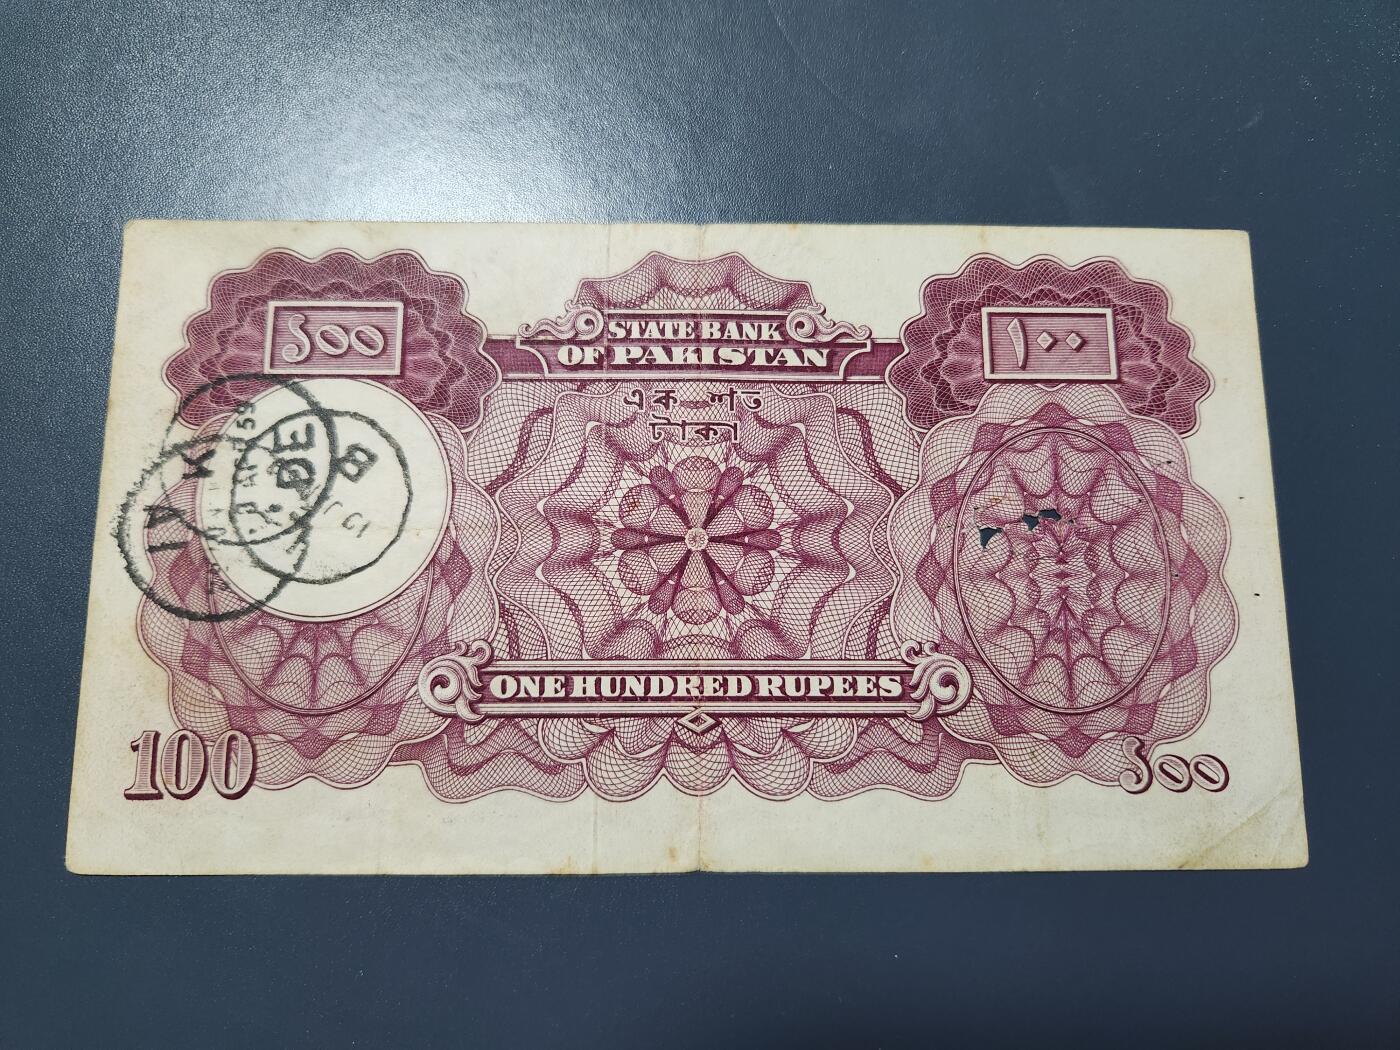 ১০০
STATE BANK
OF PAKISTAN
١٠٠
এক শত
টাকা
ONE HUNDRED RUPEES
100
১০০